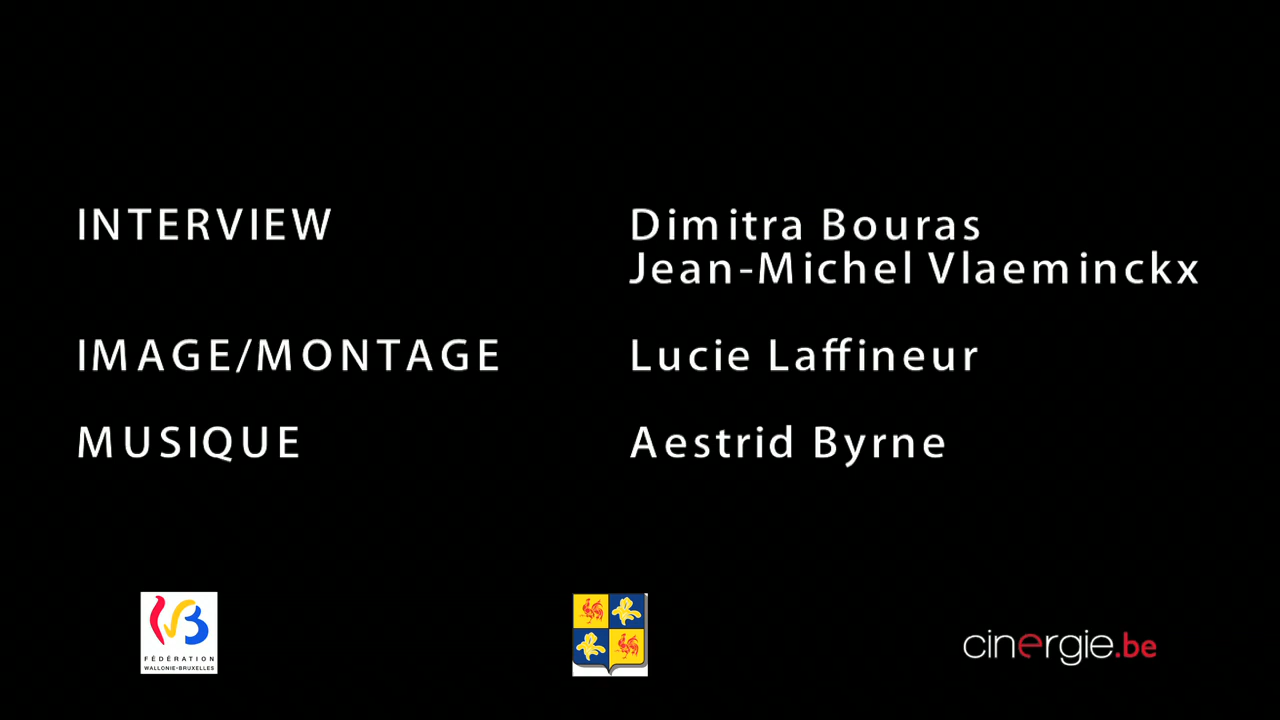 INTERVIEW Dimitra Bouras
Jean-Michel Vlaeminckx
IMAGE/MONTAGE Lucie Laffineur
MUSIQUE Aestrid Byrne
FÉDÉRATION
WALLONIE-BRUXELLES
cinergie.be